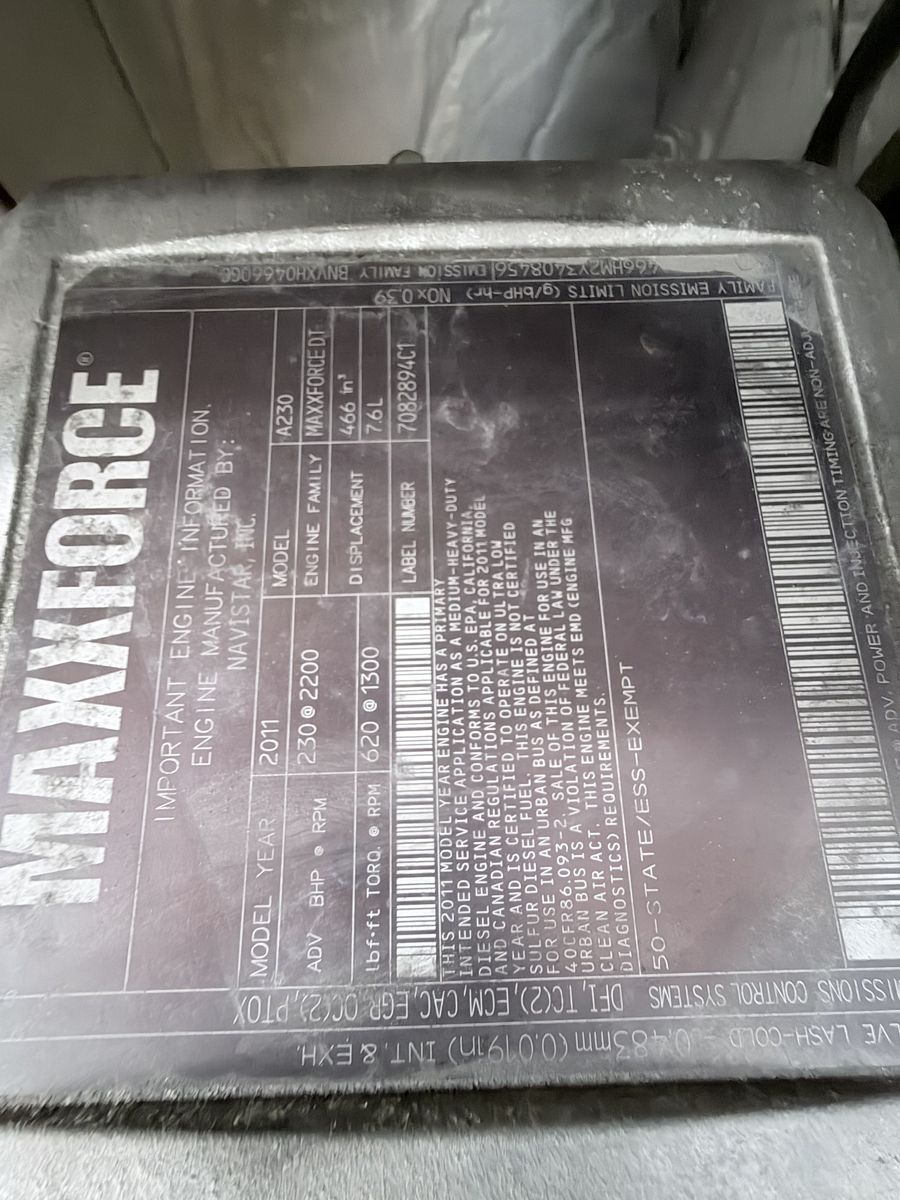 MAXXFORCE®
IMPORTANT ENGINE INFORMATION.
ENGINE MANUFACTURED BY:
NAVISTAR, INC.
MODEL YEAR 2011 MODEL A230
ADV BHP @ RPM 230 @ 2200 ENGINE FAMILY MAXXFORCE DT
DISPLACEMENT 466 in³
lbf·ft TORQ. @ RPM 620 @ 1300 7.6 L
LABEL NUMBER 7082894C1
THIS 2011 MODEL YEAR ENGINE HAS A PRIMARY
INTENDED SERVICE APPLICATION AS A MEDIUM-HEAVY-DUTY
DIESEL ENGINE AND CONFORMS TO U.S. EPA, CALIFORNIA,
AND CANADIAN REGULATIONS APPLICABLE FOR 2011 MODEL
YEAR AND IS CERTIFIED TO OPERATE ON ULTRA LOW
SULFUR DIESEL FUEL. THIS ENGINE IS NOT CERTIFIED
FOR USE IN AN URBAN BUS AS DEFINED AT
40CFR86.093-2. SALE OF THIS ENGINE FOR USE IN AN
URBAN BUS IS A VIOLATION OF FEDERAL LAW UNDER THE
CLEAN AIR ACT. THIS ENGINE MEETS EMD (ENGINE MFG
DIAGNOSTICS) REQUIREMENTS.
50-STATE/ESS-EXEMPT
ADV. POWER AND INJECTION TIMING ARE NON-ADJ
466HM2Y3408456 EMISSION FAMILY BNVXH04660GC
FAMILY EMISSION LIMITS (g/bHP-hr) NOx 0.39
MISSIONS CONTROL SYSTEMS DFI, TC(2), ECM, CAC, EGR, OC(2), PTOX
LVE LASH-COLD - 0.483mm (0.019in) INT. & EXH.